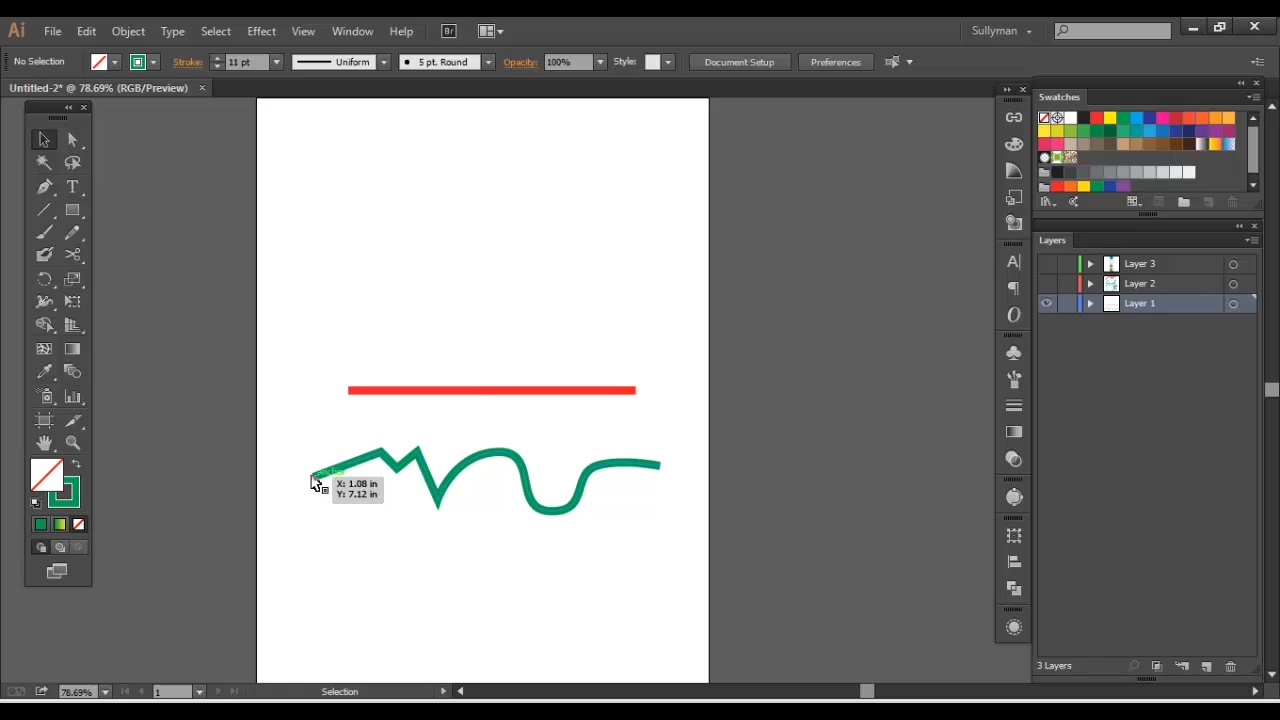 Ai File Edit Object Type Select Effect View Window Help Br Sullyman
No Selection Stroke: 11 pt Uniform 5 pt. Round Opacity: 100% Style: Document Setup Preferences
Untitled-2* @ 78.69% (RGB/Preview)
Swatches
Layers
Layer 3
Layer 2
Layer 1
anchor
X: 1.08 in
Y: 7.12 in
3 Layers
78.69% 1 Selection